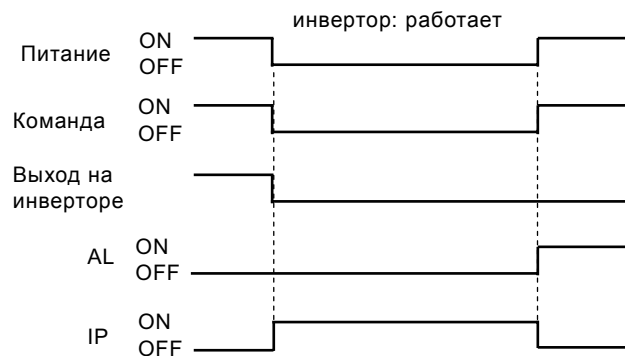 инвертор: работает
Питание
ON
OFF
Команда
ON
OFF
Выход на
инверторе
AL
ON
OFF
IP
ON
OFF